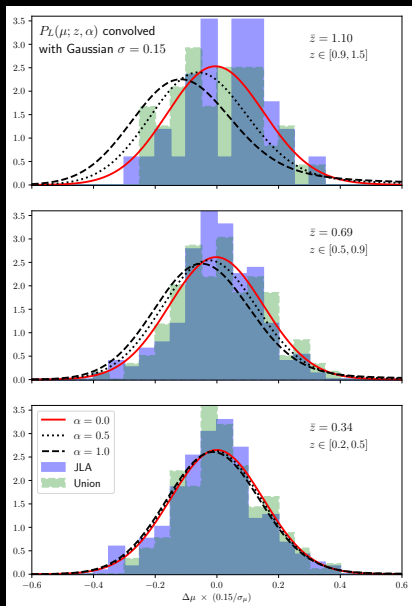 P_L(μ; z, α) convolved
with Gaussian σ = 0.15
z̄ = 1.10
z ∈ [0.9, 1.5]
3.5
3.0
2.5
2.0
1.5
1.0
0.5
0.0
z̄ = 0.69
z ∈ [0.5, 0.9]
3.5
3.0
2.5
2.0
1.5
1.0
0.5
0.0
α = 0.0
α = 0.5
α = 1.0
JLA
Union
z̄ = 0.34
z ∈ [0.2, 0.5]
3.5
3.0
2.5
2.0
1.5
1.0
0.5
0.0
−0.6 −0.4 −0.2 0.0 0.2 0.4 0.6
Δμ × (0.15/σ_μ)